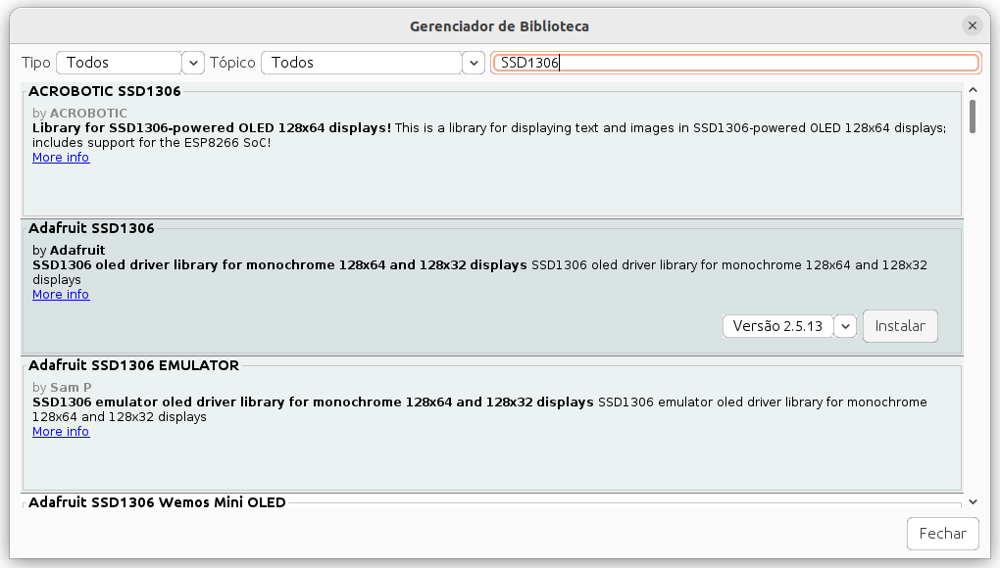 Gerenciador de Biblioteca
Tipo Todos Tópico Todos SSD1306
ACROBOTIC SSD1306
by ACROBOTIC
Library for SSD1306-powered OLED 128x64 displays! This is a library for displaying text and images in SSD1306-powered OLED 128x64 displays;
includes support for the ESP8266 SoC!
More info
Adafruit SSD1306
by Adafruit
SSD1306 oled driver library for monochrome 128x64 and 128x32 displays SSD1306 oled driver library for monochrome 128x64 and 128x32
displays
More info
Versão 2.5.13 Instalar
Adafruit SSD1306 EMULATOR
by Sam P
SSD1306 emulator oled driver library for monochrome 128x64 and 128x32 displays SSD1306 emulator oled driver library for monochrome
128x64 and 128x32 displays
More info
Adafruit SSD1306 Wemos Mini OLED
Fechar